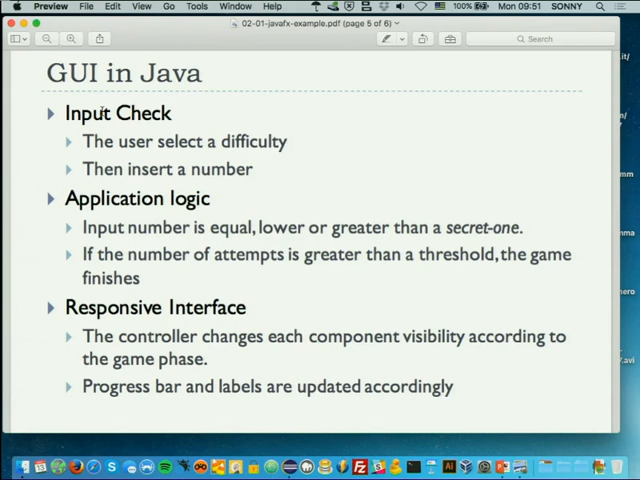 Preview File Edit View Go Tools Window Help 100% Mon 09:51 SONNY
02-01-javafx-example.pdf (page 5 of 6)
Search
GUI in Java
Input Check
The user select a difficulty
Then insert a number
Application logic
Input number is equal, lower or greater than a secret-one.
If the number of attempts is greater than a threshold, the game
finishes
Responsive Interface
The controller changes each component visibility according to
the game phase.
Progress bar and labels are updated accordingly